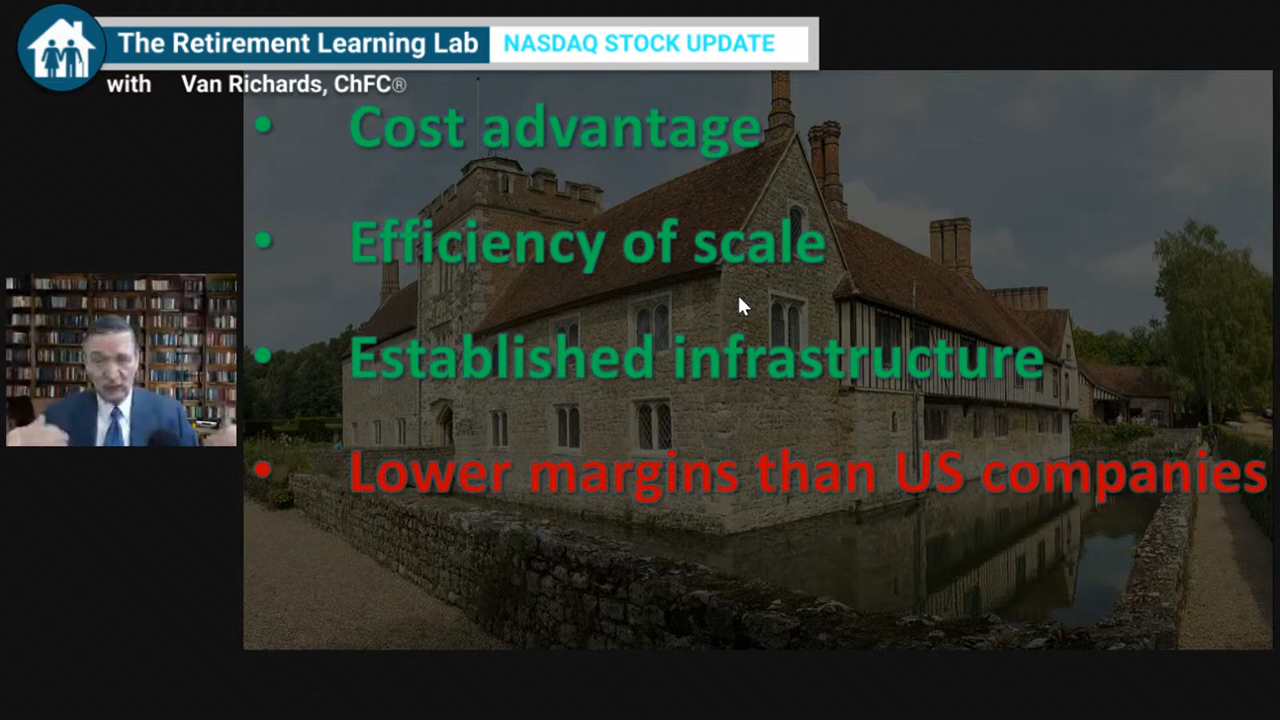 The Retirement Learning Lab NASDAQ STOCK UPDATE
with Van Richards, ChFC®
• Cost advantage
• Efficiency of scale
• Established infrastructure
• Lower margins than US companies